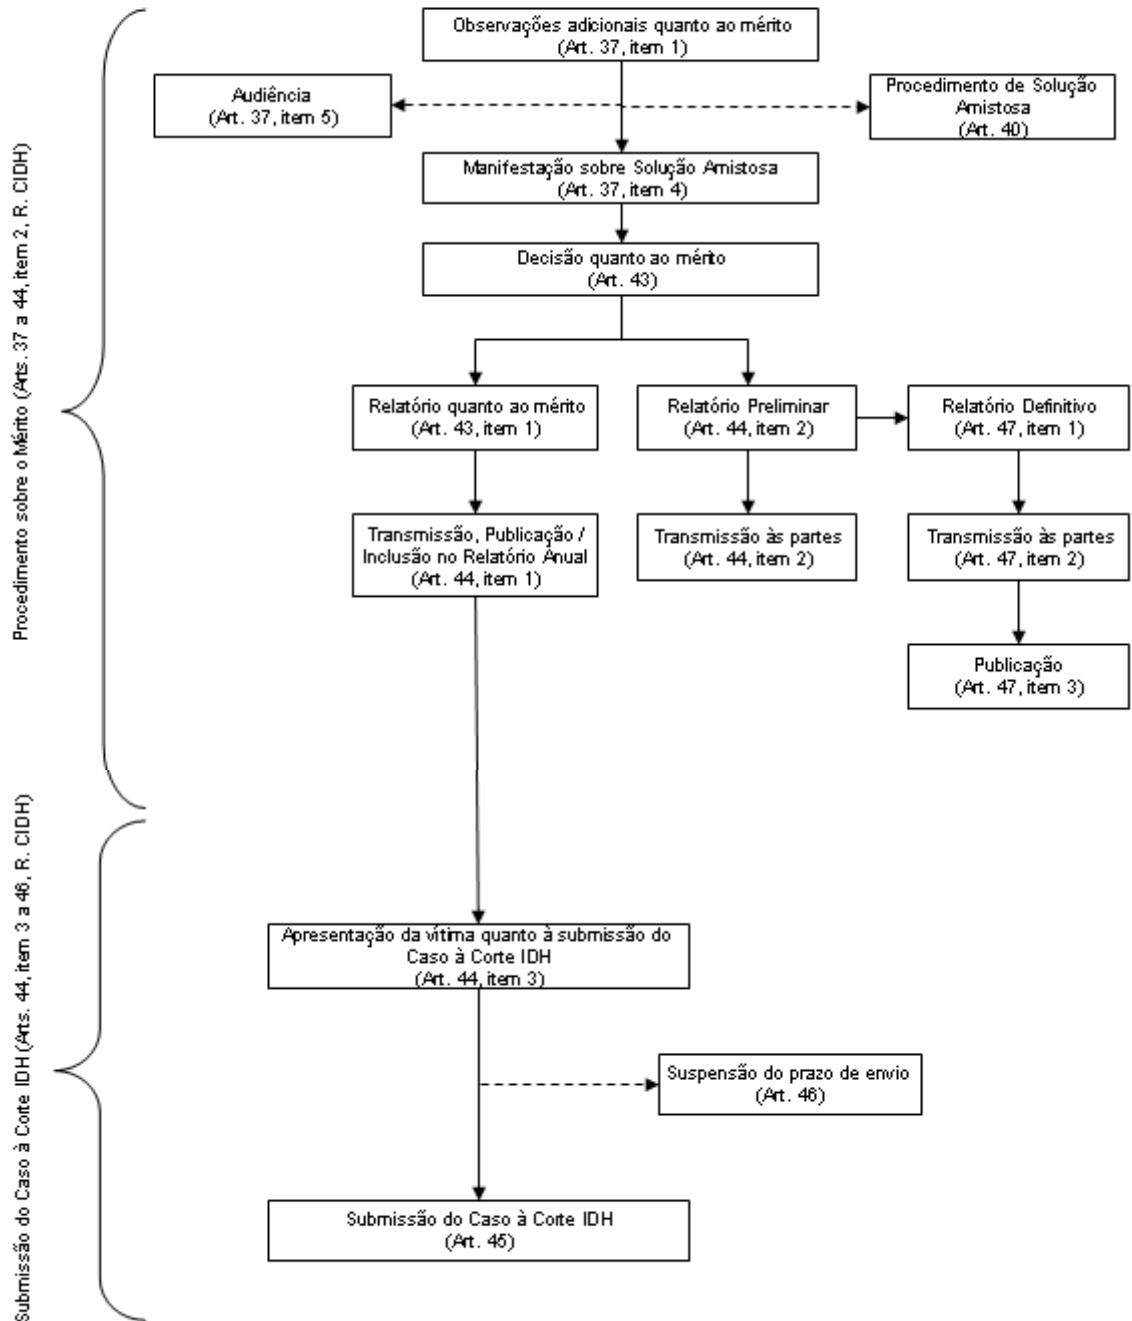 Observações adicionais quanto ao mérito
(Art. 37, item 1)
Audiência
(Art. 37, item 5)
Procedimento de Solução
Amistosa
(Art. 40)
Manifestação sobre Solução Amistosa
(Art. 37, item 4)
Decisão quanto ao mérito
(Art. 43)
Procedimento sobre o Mérito (Arts. 37 a 44, item 2, R. CIDH)
Relatório quanto ao mérito
(Art. 43, item 1)
Relatório Preliminar
(Art. 44, item 2)
Relatório Definitivo
(Art. 47, item 1)
Transmissão, Publicação /
Inclusão no Relatório Anual
(Art. 44, item 1)
Transmissão às partes
(Art. 44, item 2)
Transmissão às partes
(Art. 47, item 2)
Publicação
(Art. 47, item 3)
Submissão do Caso à Corte IDH (Arts. 44, item 3 a 46, R. CIDH)
Apresentação da vítima quanto à submissão do
Caso à Corte IDH
(Art. 44, item 3)
Suspensão do prazo de envio
(Art. 46)
Submissão do Caso à Corte IDH
(Art. 45)